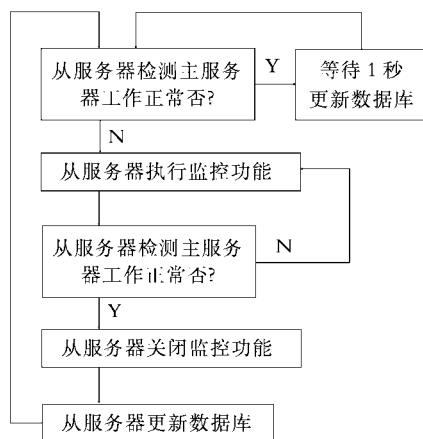 从服务器检测主服务
器工作正常否?
Y
等待 1 秒
更新数据库
N
从服务器执行监控功能
从服务器检测主服务
器工作正常否?
N
Y
从服务器关闭监控功能
从服务器更新数据库